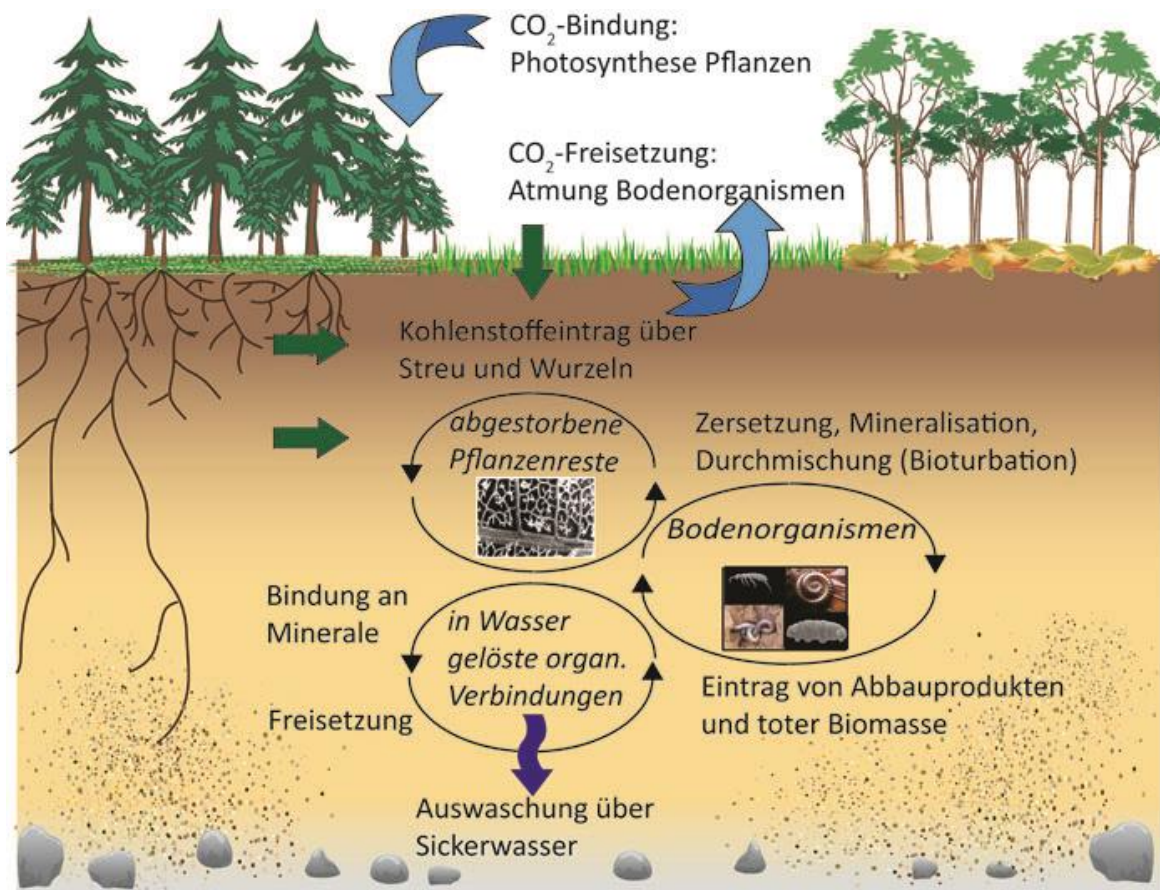 CO₂-Bindung:
Photosynthese Pflanzen
CO₂-Freisetzung:
Atmung Bodenorganismen
Kohlenstoffeintrag über
Streu und Wurzeln
abgestorbene
Pflanzenreste
Zersetzung, Mineralisation,
Durchmischung (Bioturbation)
Bodenorganismen
Bindung an
Minerale
in Wasser
gelöste organ.
Verbindungen
Freisetzung
Eintrag von Abbauprodukten
und toter Biomasse
Auswaschung über
Sickerwasser